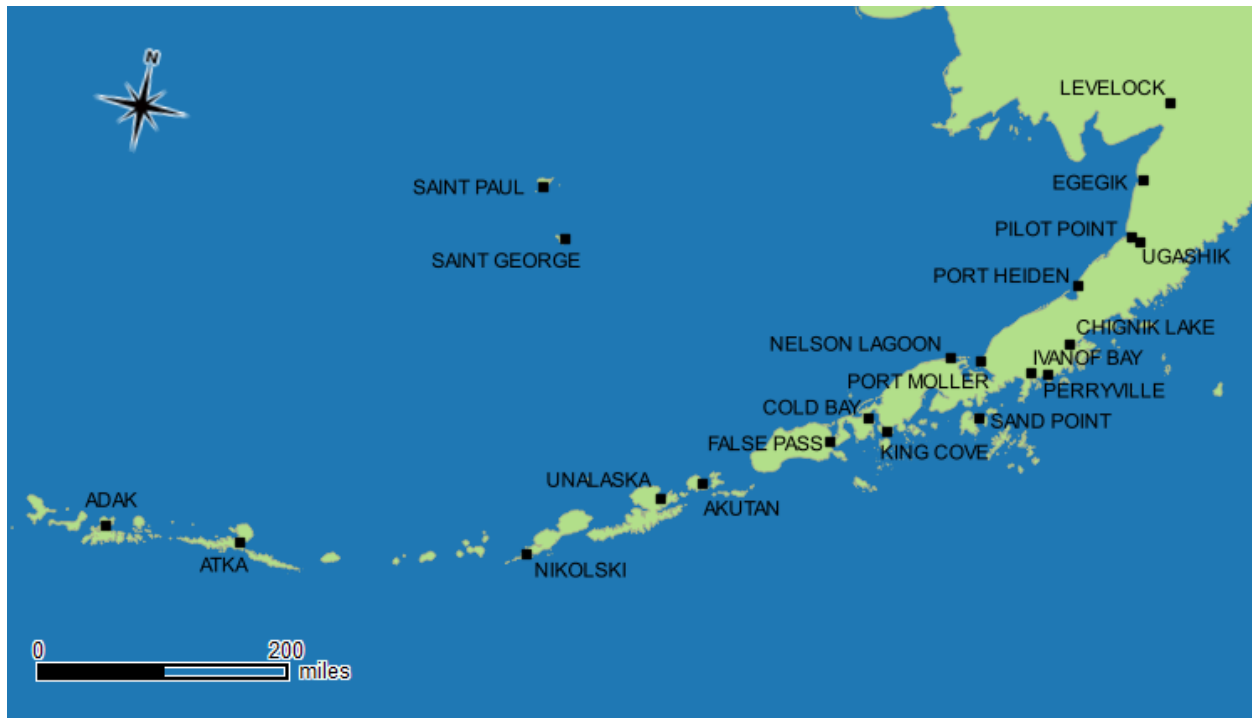 N
LEVELOCK
SAINT PAUL
EGEGIK
PILOT POINT
SAINT GEORGE
UGASHIK
PORT HEIDEN
CHIGNIK LAKE
NELSON LAGOON
IVANOF BAY
PORT MOLLER
PERRYVILLE
COLD BAY
SAND POINT
FALSE PASS
KING COVE
UNALASKA
ADAK
AKUTAN
ATKA
NIKOLSKI
0 200
miles